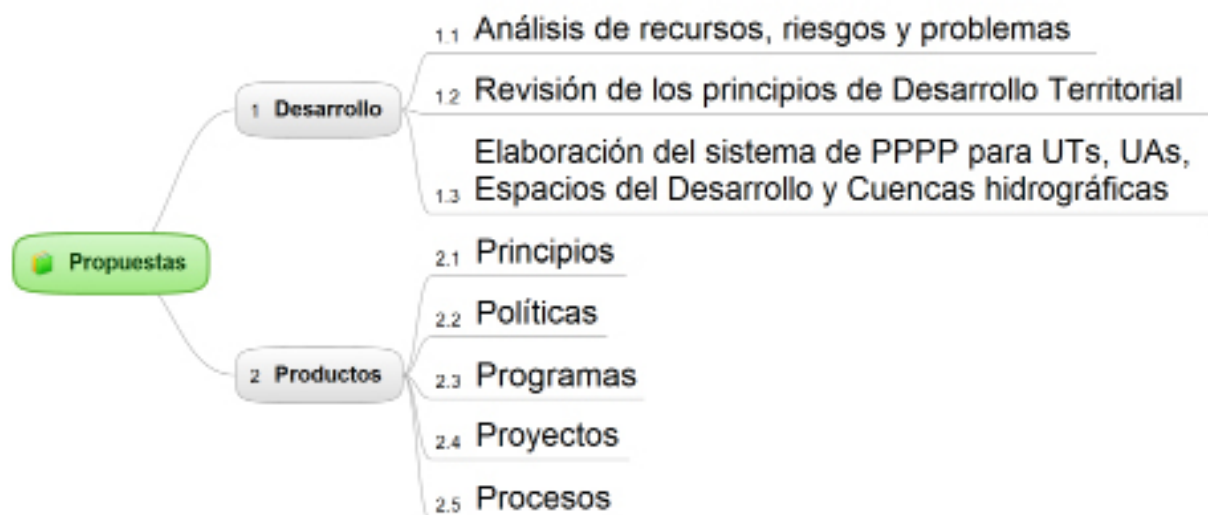 Propuestas
1 Desarrollo
1.1 Análisis de recursos, riesgos y problemas
1.2 Revisión de los principios de Desarrollo Territorial
1.3 Elaboración del sistema de PPPP para UTs, UAs,
Espacios del Desarrollo y Cuencas hidrográficas
2 Productos
2.1 Principios
2.2 Políticas
2.3 Programas
2.4 Proyectos
2.5 Procesos